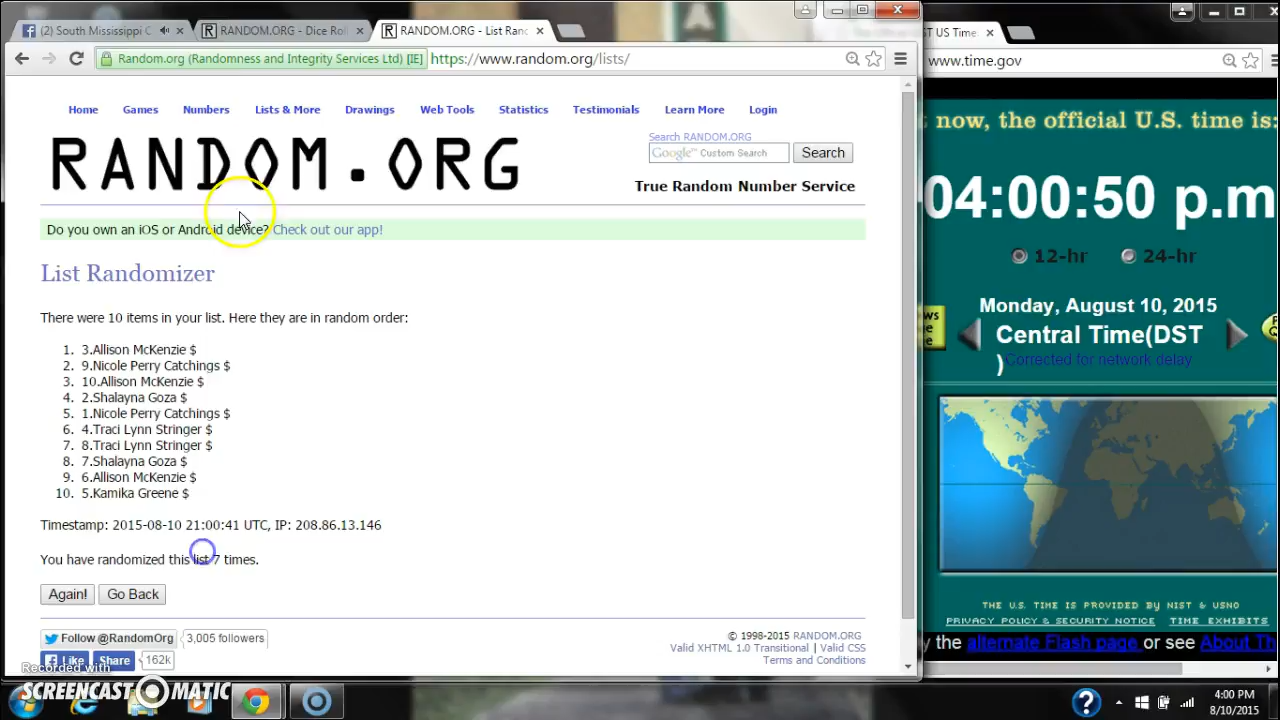 (2) South Mississippi C
RANDOM.ORG - Dice Roll
RANDOM.ORG - List Ran
ST US Time
Random.org (Randomness and Integrity Services Ltd) [IE] https://www.random.org/lists/
www.time.gov
Home Games Numbers Lists & More Drawings Web Tools Statistics Testimonials Learn More Login
RANDOM.ORG
Search RANDOM.ORG
Google™ Custom Search Search
True Random Number Service
Do you own an iOS or Android device? Check out our app!
List Randomizer
There were 10 items in your list. Here they are in random order:
1. 3.Allison McKenzie $
2. 9.Nicole Perry Catchings $
3. 10.Allison McKenzie $
4. 2.Shalayna Goza $
5. 1.Nicole Perry Catchings $
6. 4.Traci Lynn Stringer $
7. 8.Traci Lynn Stringer $
8. 7.Shalayna Goza $
9. 6.Allison McKenzie $
10. 5.Kamika Greene $
Timestamp: 2015-08-10 21:00:41 UTC, IP: 208.86.13.146
You have randomized this list 7 times.
Again! Go Back
Follow @RandomOrg 3,005 followers
Like Share 162k
© 1998-2015 RANDOM.ORG
Valid XHTML 1.0 Transitional | Valid CSS
Terms and Conditions
now, the official U.S. time is:
04:00:50 p.m
12-hr 24-hr
Monday, August 10, 2015
Central Time(DST
)
Corrected for network delay
THE U.S. TIME IS PROVIDED BY NIST & USNO
PRIVACY POLICY & SECURITY NOTICE TIME EXHIBITS
y the alternate Flash page or see About Th
Recorded with
SCREENCAST MATIC
4:00 PM
8/10/2015